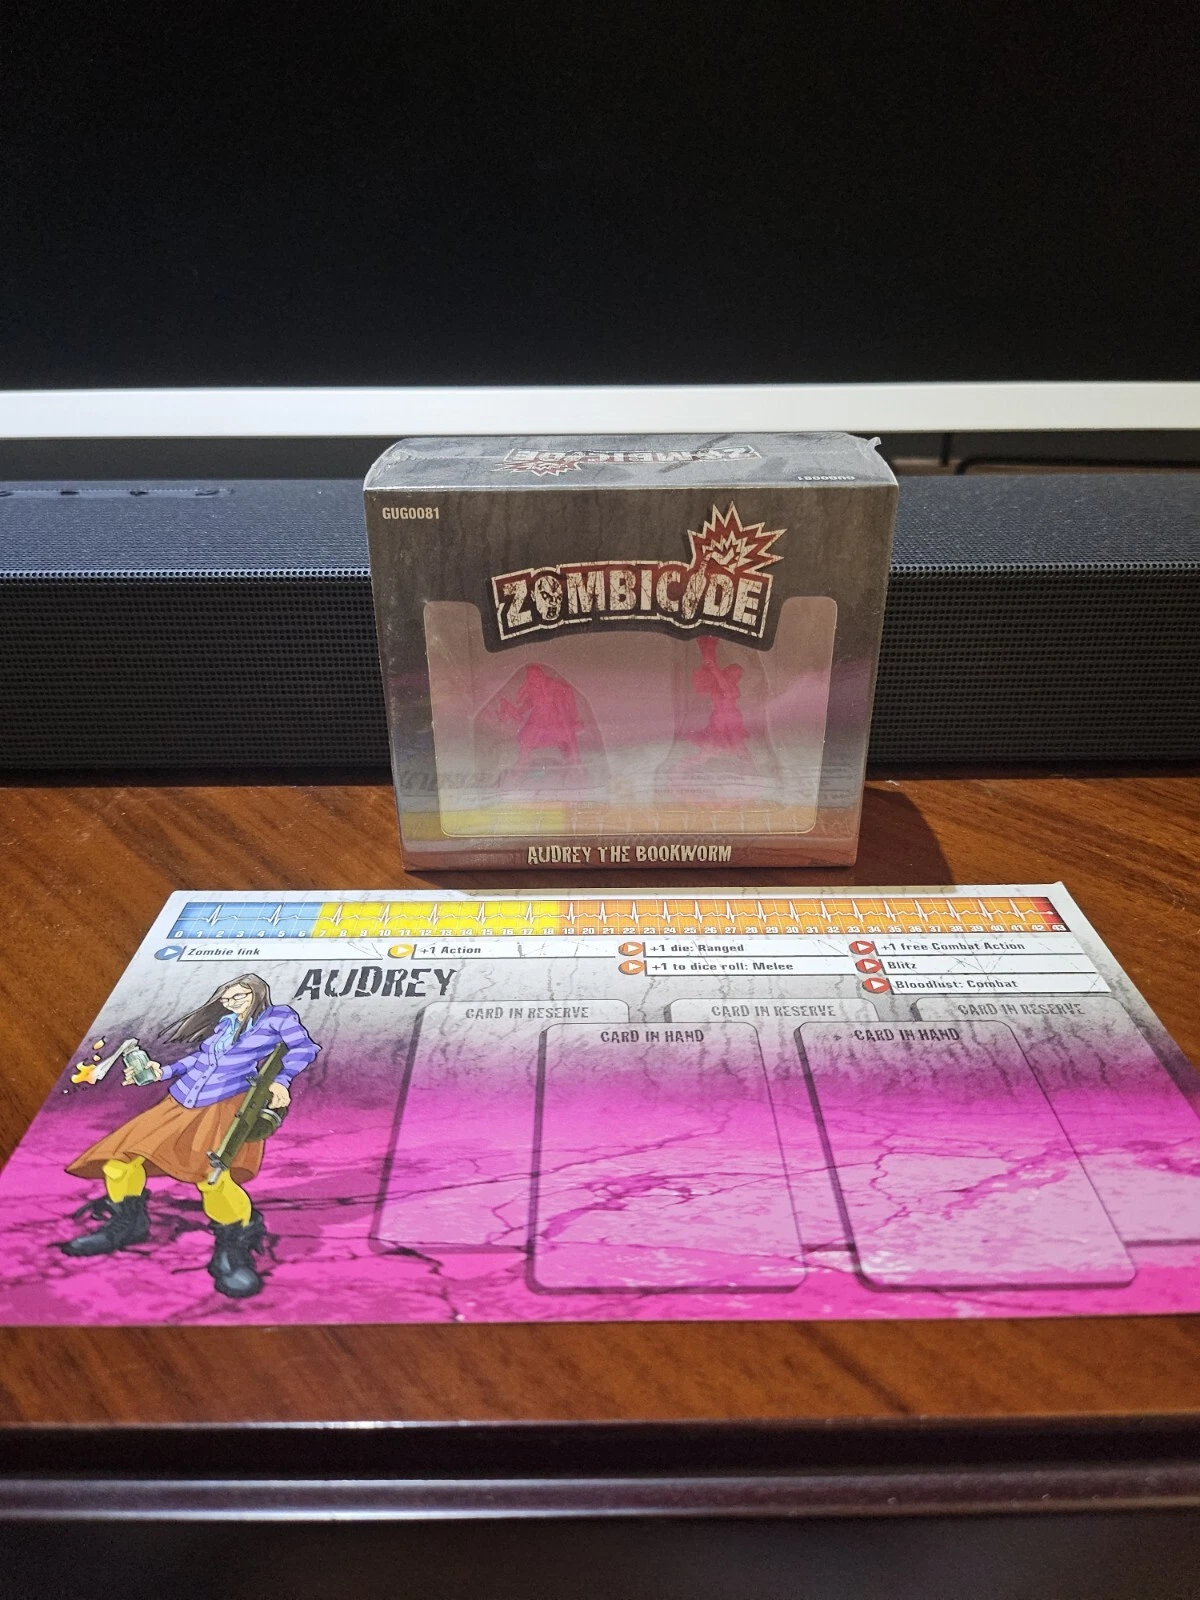 ZOMBICIDE
GUG0081
GUG0081
ZOMBICIDE
AUDREY THE BOOKWORM
0 1 2 3 4 5 6 7 8 9 10 11 12 13 14 15 16 17 18 19 20 21 22 23 24 25 26 27 28 29 30 31 32 33 34 35 36 37 38 39 40 41 42 43
Zombie link
+1 Action
+1 die: Ranged
+1 to dice roll: Melee
+1 free Combat Action
Blitz
Bloodlust: Combat
AUDREY
CARD IN RESERVE
CARD IN RESERVE
CARD IN RESERVE
CARD IN HAND
CARD IN HAND